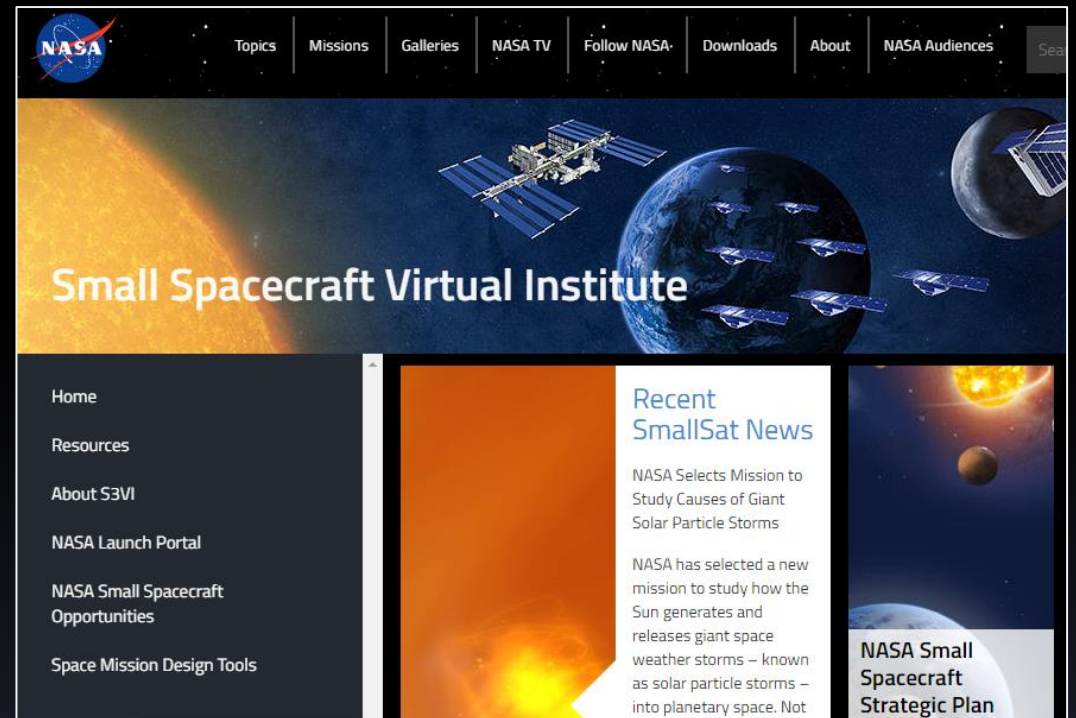 NASA
Topics
Missions
Galleries
NASA TV
Follow NASA
Downloads
About
NASA Audiences
Small Spacecraft Virtual Institute
Home
Resources
About S3VI
NASA Launch Portal
NASA Small Spacecraft
Opportunities
Space Mission Design Tools
Recent
SmallSat News
NASA Selects Mission to
Study Causes of Giant
Solar Particle Storms
NASA has selected a new
mission to study how the
Sun generates and
releases giant space
weather storms – known
as solar particle storms –
into planetary space. Not
NASA Small
Spacecraft
Strategic Plan